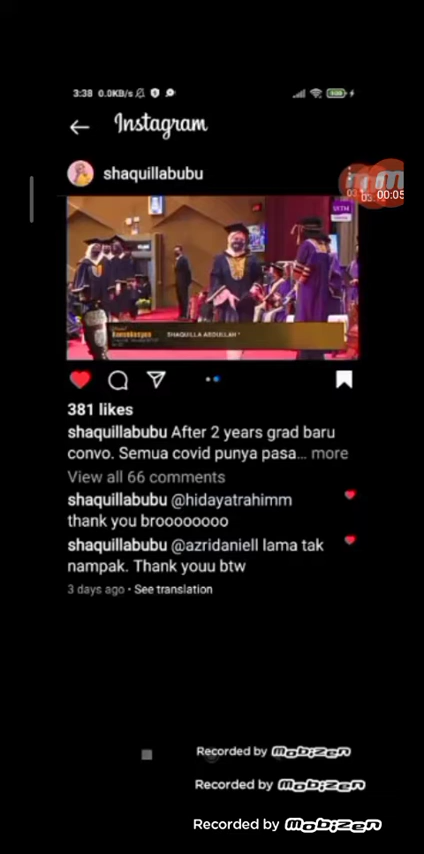 3:38 0.0KB/s
Instagram
shaquillabubu
00:05
UiTM
SHAQUILLA ABDULLAH *
381 likes
shaquillabubu After 2 years grad baru
convo. Semua covid punya pasa... more
View all 66 comments
shaquillabubu @hidayatrahimm
thank you broooooooo
shaquillabubu @azridaniell lama tak
nampak. Thank youu btw
3 days ago • See translation
Recorded by mobizen
Recorded by mobizen
Recorded by mobizen